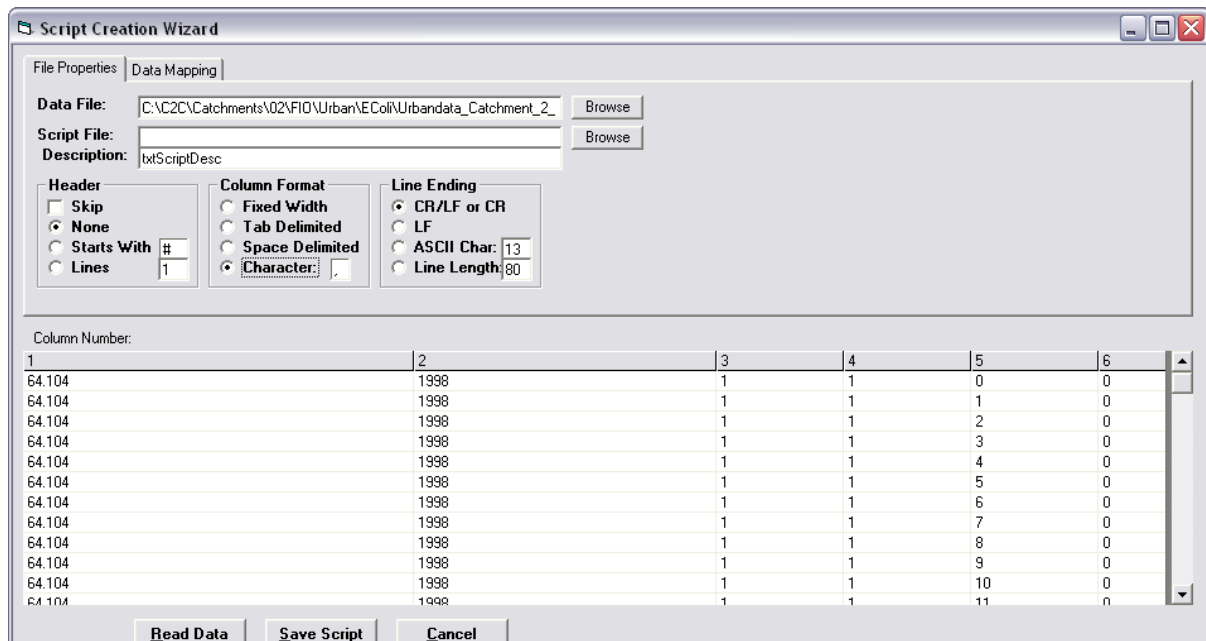 Script Creation Wizard
File Properties Data Mapping
Data File: C:\C2C\Catchments\02\FIO\Urban\EColi\Urbandata_Catchment_2_ Browse
Script File: Browse
Description: txtScriptDesc
Header Column Format Line Ending
Skip Fixed Width CR/LF or CR
None Tab Delimited LF
Starts With # Space Delimited ASCII Char: 13
Lines 1 Character: , Line Length: 80
Column Number:
1 2 3 4 5 6
64.104 1998 1 1 0 0
64.104 1998 1 1 1 0
64.104 1998 1 1 2 0
64.104 1998 1 1 3 0
64.104 1998 1 1 4 0
64.104 1998 1 1 5 0
64.104 1998 1 1 6 0
64.104 1998 1 1 7 0
64.104 1998 1 1 8 0
64.104 1998 1 1 9 0
64.104 1998 1 1 10 0
64.104 1998 1 1 11 0
Read Data Save Script Cancel